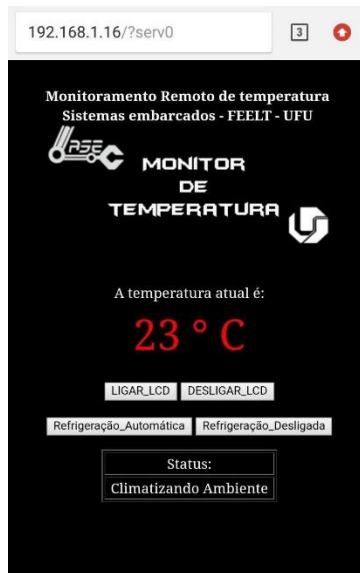 192.168.1.16/?serv0 3
Monitoramento Remoto de temperatura
Sistemas embarcados - FEELT - UFU
MONITOR
DE
TEMPERATURA
A temperatura atual é:
23 ° C
LIGAR_LCD DESLIGAR_LCD
Refrigeração_Automática Refrigeração_Desligada
Status:
Climatizando Ambiente